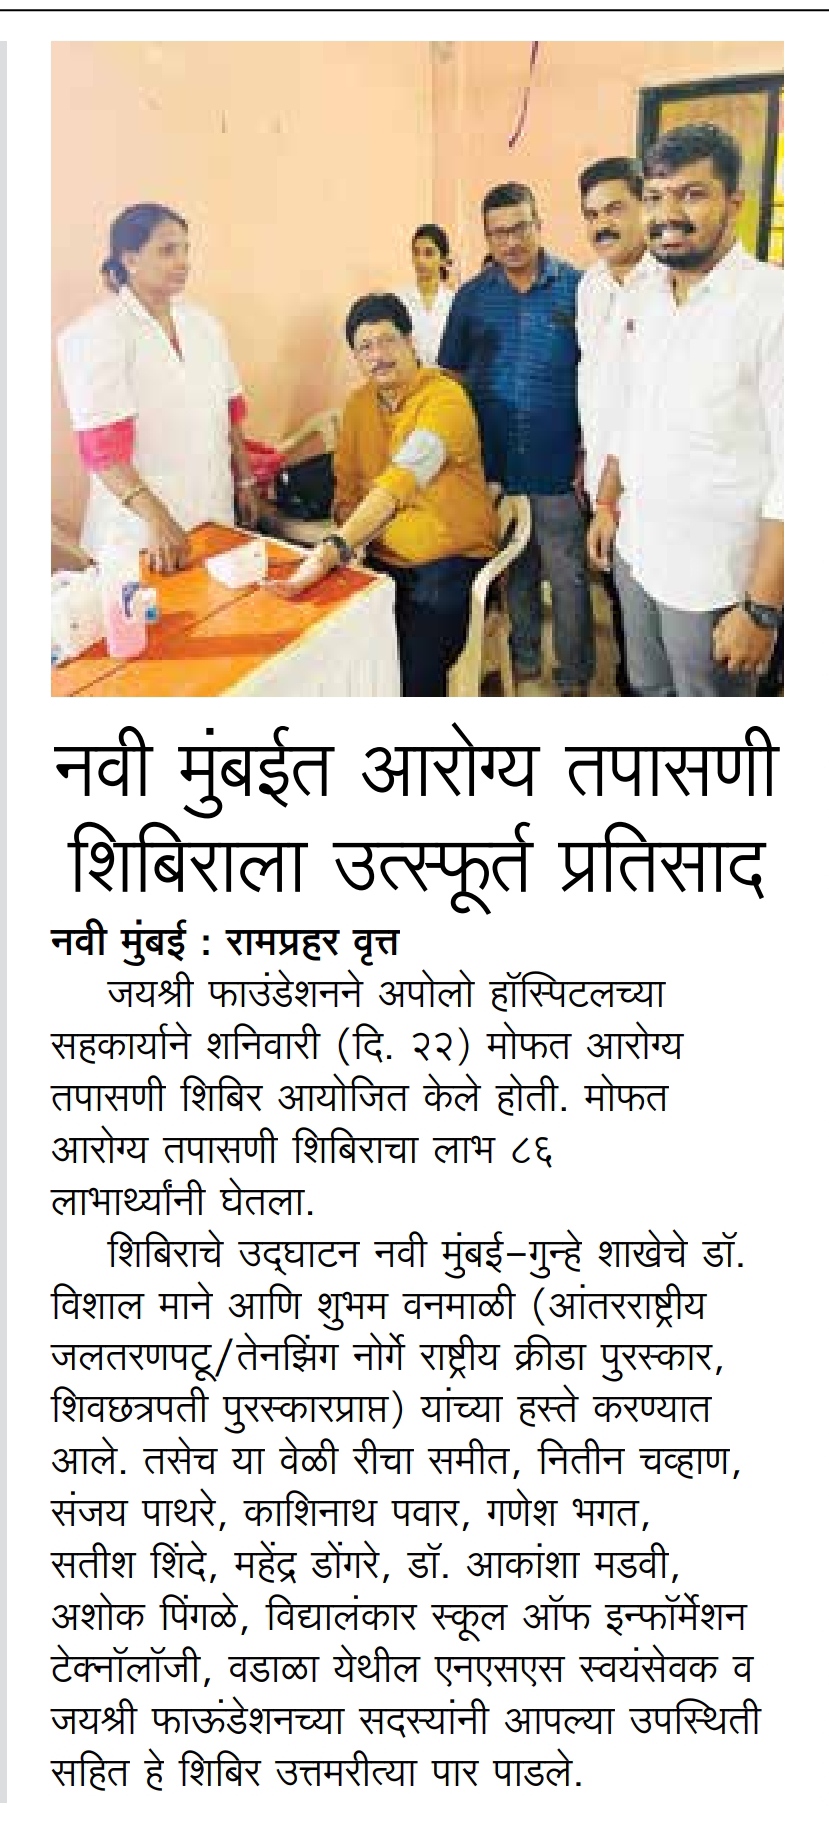 नवी मुंबईत आरोग्य तपासणी
शिबिराला उत्स्फूर्त प्रतिसाद
नवी मुंबई : रामप्रहर वृत्त
जयश्री फाउंडेशनने अपोलो हॉस्पिटलच्या
सहकार्याने शनिवारी (दि. २२) मोफत आरोग्य
तपासणी शिबिर आयोजित केले होती. मोफत
आरोग्य तपासणी शिबिराचा लाभ ८६
लाभार्थ्यांनी घेतला.
शिबिराचे उद्‌घाटन नवी मुंबई-गुन्हे शाखेचे डॉ.
विशाल माने आणि शुभम वनमाळी (आंतरराष्ट्रीय
जलतरणपटू/तेनझिंग नोर्गे राष्ट्रीय क्रीडा पुरस्कार,
शिवछत्रपती पुरस्कारप्राप्त) यांच्या हस्ते करण्यात
आले. तसेच या वेळी रीचा समीत, नितीन चव्हाण,
संजय पाथरे, काशिनाथ पवार, गणेश भगत,
सतीश शिंदे, महेंद्र डोंगरे, डॉ. आकांशा मडवी,
अशोक पिंगळे, विद्यालंकार स्कूल ऑफ इन्फॉर्मेशन
टेक्नॉलॉजी, वडाळा येथील एनएसएस स्वयंसेवक व
जयश्री फाऊंडेशनच्या सदस्यांनी आपल्या उपस्थिती
सहित हे शिबिर उत्तमरीत्या पार पाडले.